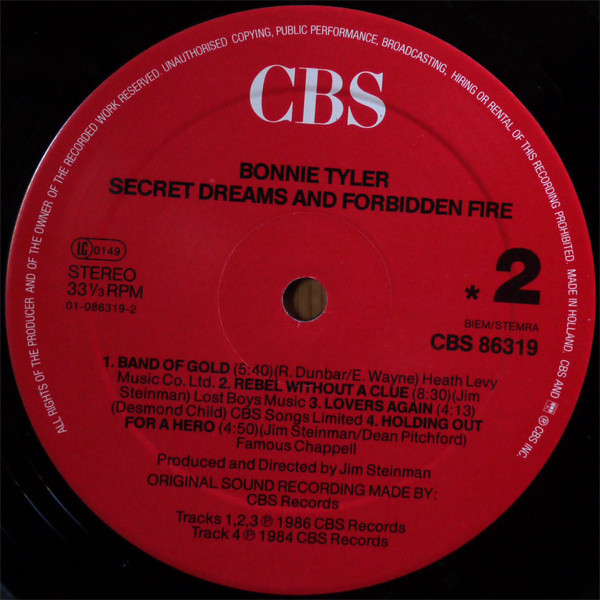 ALL RIGHTS OF THE PRODUCER AND OF THE OWNER OF THE RECORDED WORK RESERVED. UNAUTHORISED COPYING, PUBLIC PERFORMANCE, BROADCASTING, HIRING OR RENTAL OF THIS RECORDING PROHIBITED. MADE IN HOLLAND. CBS AND ℗ CBS INC.
CBS
BONNIE TYLER
SECRET DREAMS AND FORBIDDEN FIRE
LC 0149
STEREO
33 1/3 RPM
01-086319-2
* 2
BIEM/STEMRA
CBS 86319
1. BAND OF GOLD (5:40)(R. Dunbar/E. Wayne) Heath Levy
Music Co. Ltd. 2. REBEL WITHOUT A CLUE (8:30)(Jim
Steinman) Lost Boys Music 3. LOVERS AGAIN (4:13)
(Desmond Child) CBS Songs Limited 4. HOLDING OUT
FOR A HERO (4:50)(Jim Steinman/Dean Pitchford)
Famous Chappell
Produced and Directed by Jim Steinman
ORIGINAL SOUND RECORDING MADE BY:
CBS Records
Tracks 1,2,3 ℗ 1986 CBS Records
Track 4 ℗ 1984 CBS Records